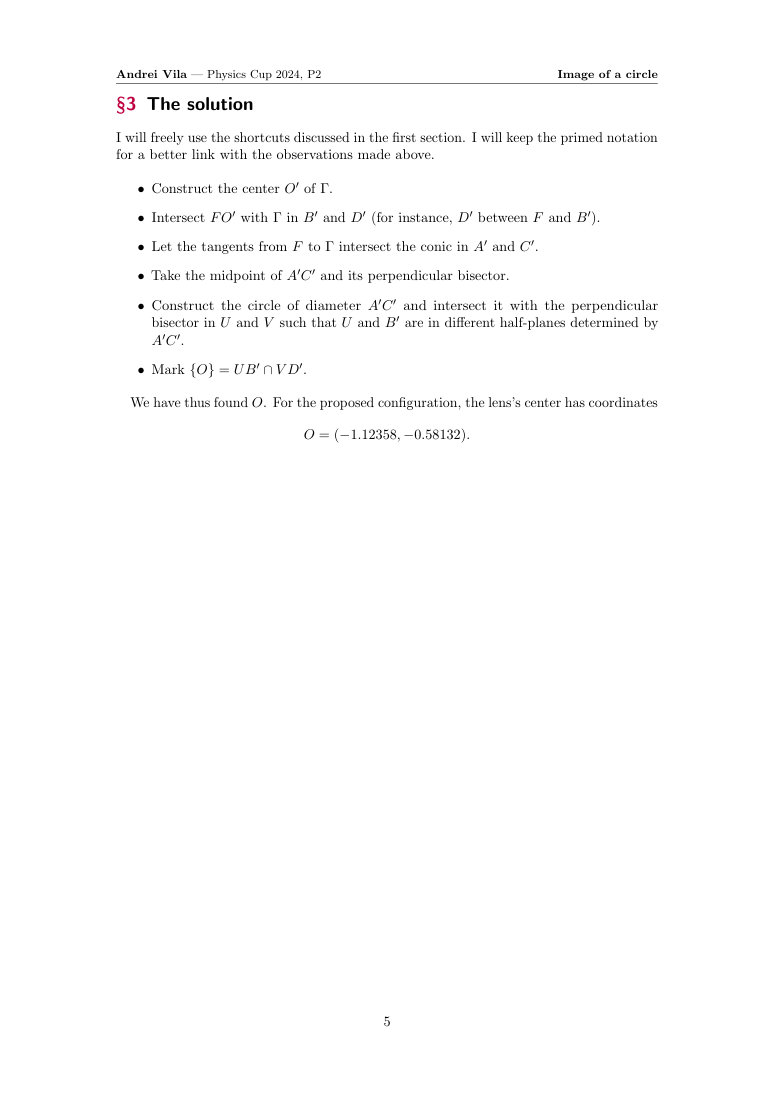 Andrei Vila — Physics Cup 2024, P2 Image of a circle
§3 The solution
I will freely use the shortcuts discussed in the first section. I will keep the primed notation
for a better link with the observations made above.
• Construct the center O′ of Γ.
• Intersect FO′ with Γ in B′ and D′ (for instance, D′ between F and B′).
• Let the tangents from F to Γ intersect the conic in A′ and C′.
• Take the midpoint of A′C′ and its perpendicular bisector.
• Construct the circle of diameter A′C′ and intersect it with the perpendicular
bisector in U and V such that U and B′ are in different half-planes determined by
A′C′.
• Mark {O} = UB′ ∩ VD′.
We have thus found O. For the proposed configuration, the lens's center has coordinates
O = (−1.12358, −0.58132).
5